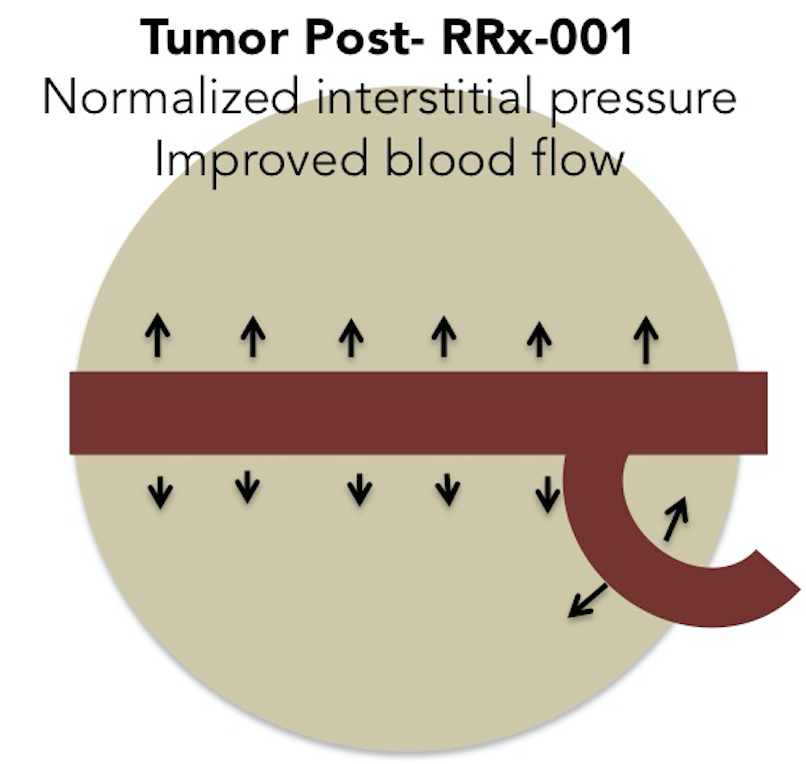 Tumor Post- RRx-001
Normalized interstitial pressure
Improved blood flow